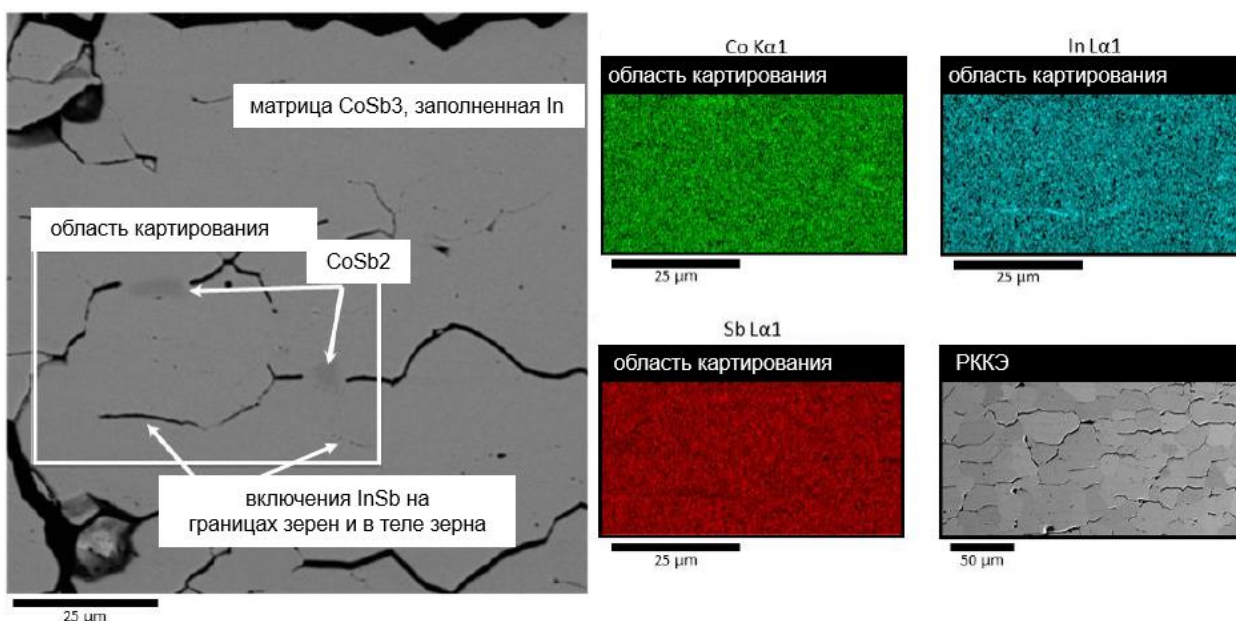 матрица CoSb3, заполненная In
область картирования
CoSb2
включения InSb на
границах зерен и в теле зерна
25 µm
Co Kα1
область картирования
25 µm
In Lα1
область картирования
25 µm
Sb Lα1
область картирования
25 µm
РККЭ
50 µm